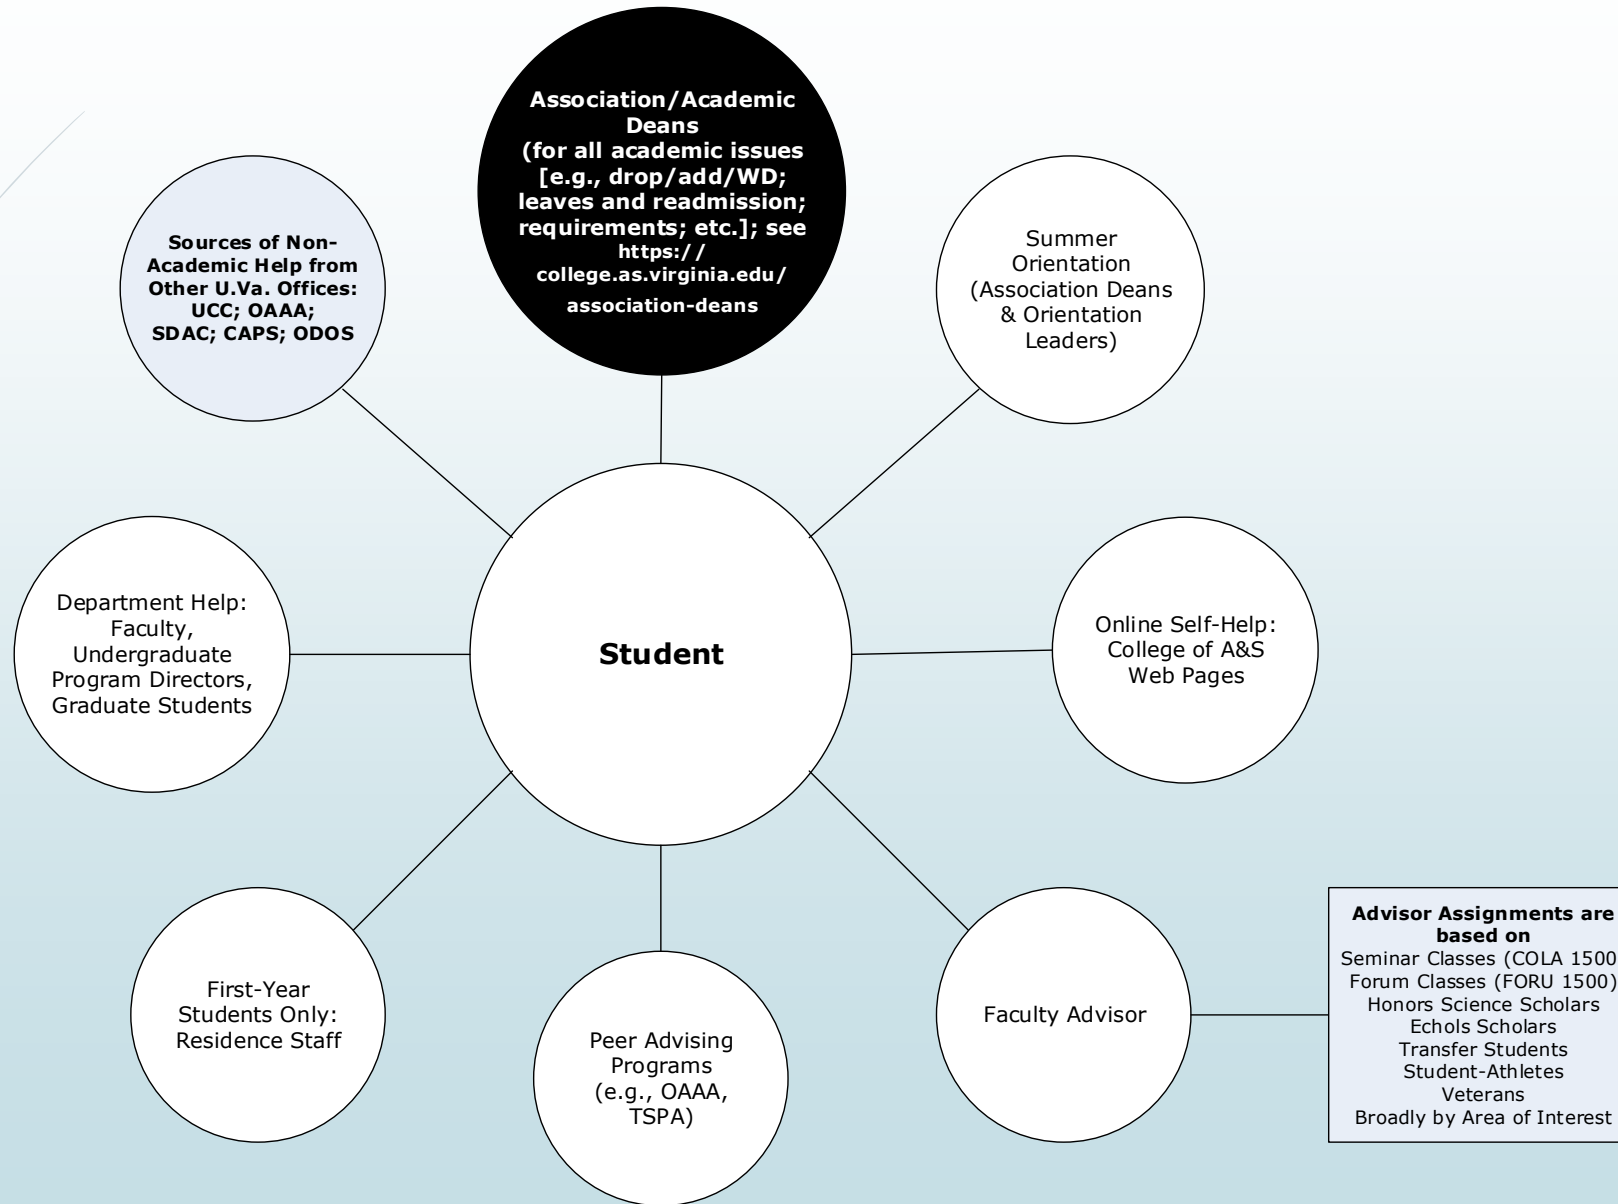 Association/Academic
Deans
(for all academic issues
[e.g., drop/add/WD;
leaves and readmission;
requirements; etc.]; see
https://
college.as.virginia.edu/
association-deans
Sources of Non-
Academic Help from
Other U.Va. Offices:
UCC; OAAA;
SDAC; CAPS; ODOS
Summer
Orientation
(Association Deans
& Orientation
Leaders)
Department Help:
Faculty,
Undergraduate
Program Directors,
Graduate Students
Student
Online Self-Help:
College of A&S
Web Pages
First-Year
Students Only:
Residence Staff
Peer Advising
Programs
(e.g., OAAA,
TSPA)
Faculty Advisor
Advisor Assignments are
based on
Seminar Classes (COLA 1500
Forum Classes (FORU 1500)
Honors Science Scholars
Echols Scholars
Transfer Students
Student-Athletes
Veterans
Broadly by Area of Interest